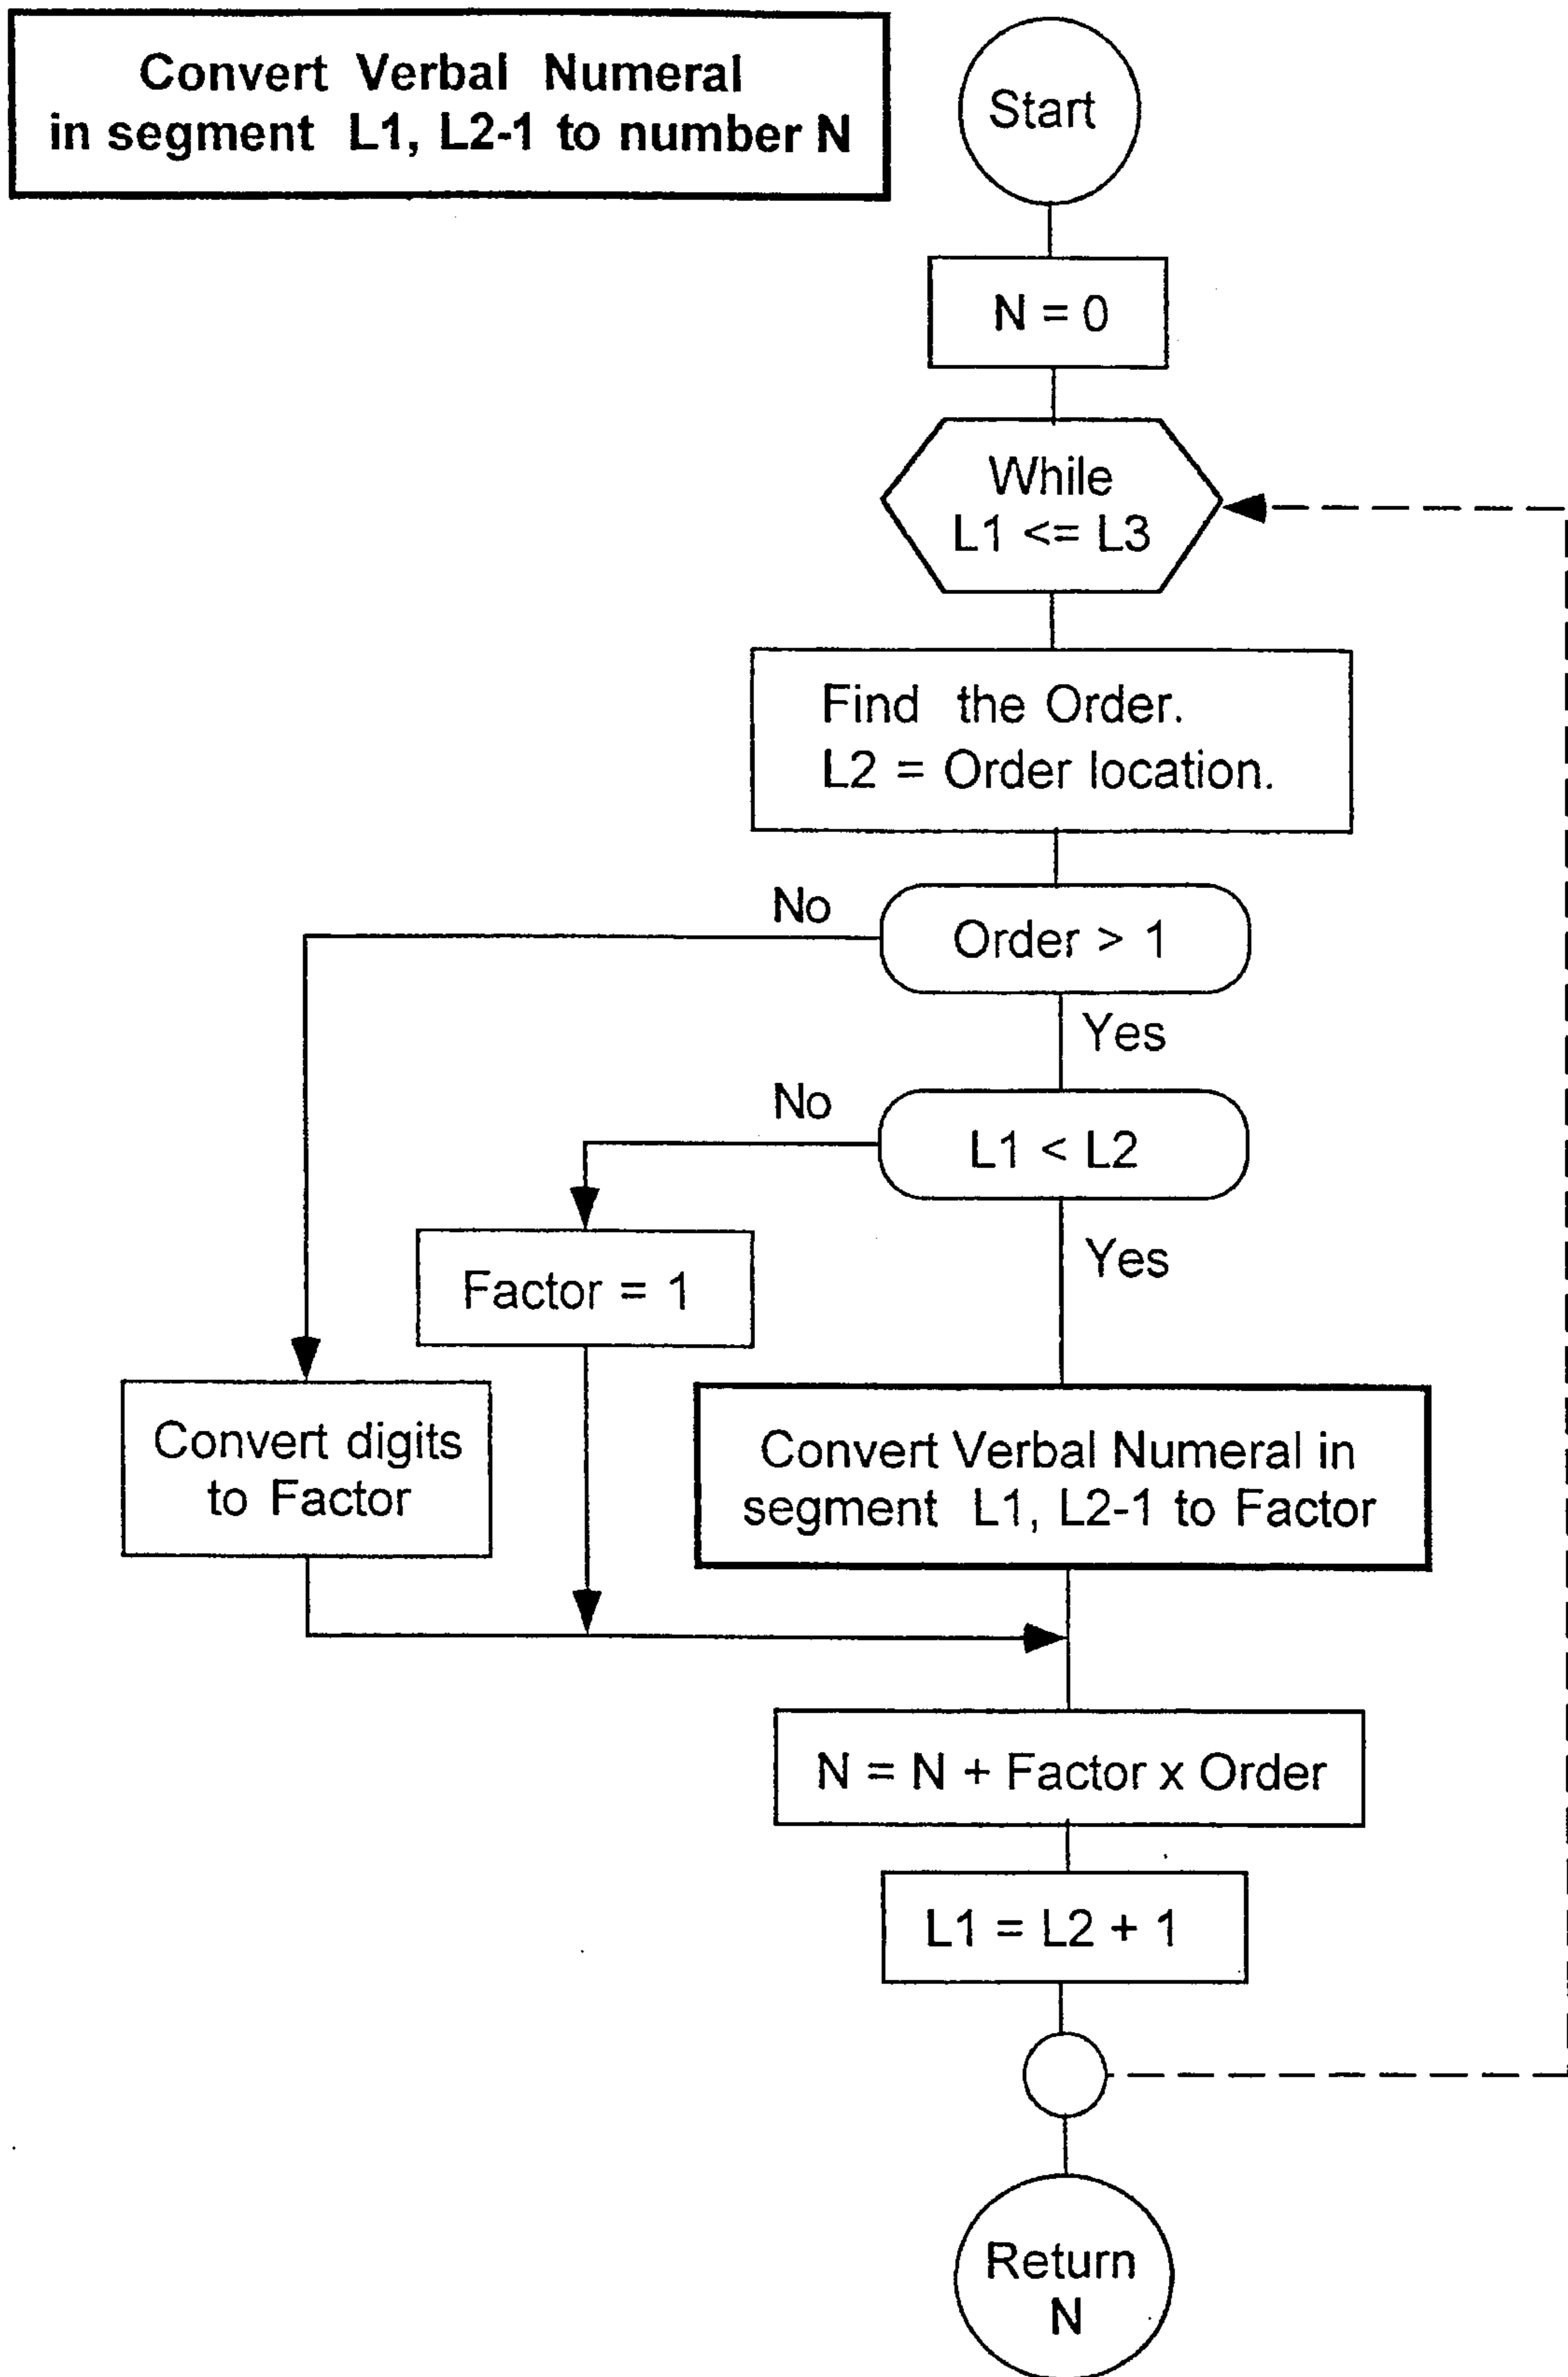 Convert Verbal Numeral
in segment L1, L2-1 to number N
Start
N = 0
While
L1 <= L3
Find the Order.
L2 = Order location.
No
Order > 1
Yes
No
L1 < L2
Yes
Factor = 1
Convert digits
to Factor
Convert Verbal Numeral in
segment L1, L2-1 to Factor
N = N + Factor x Order
L1 = L2 + 1
Return
N